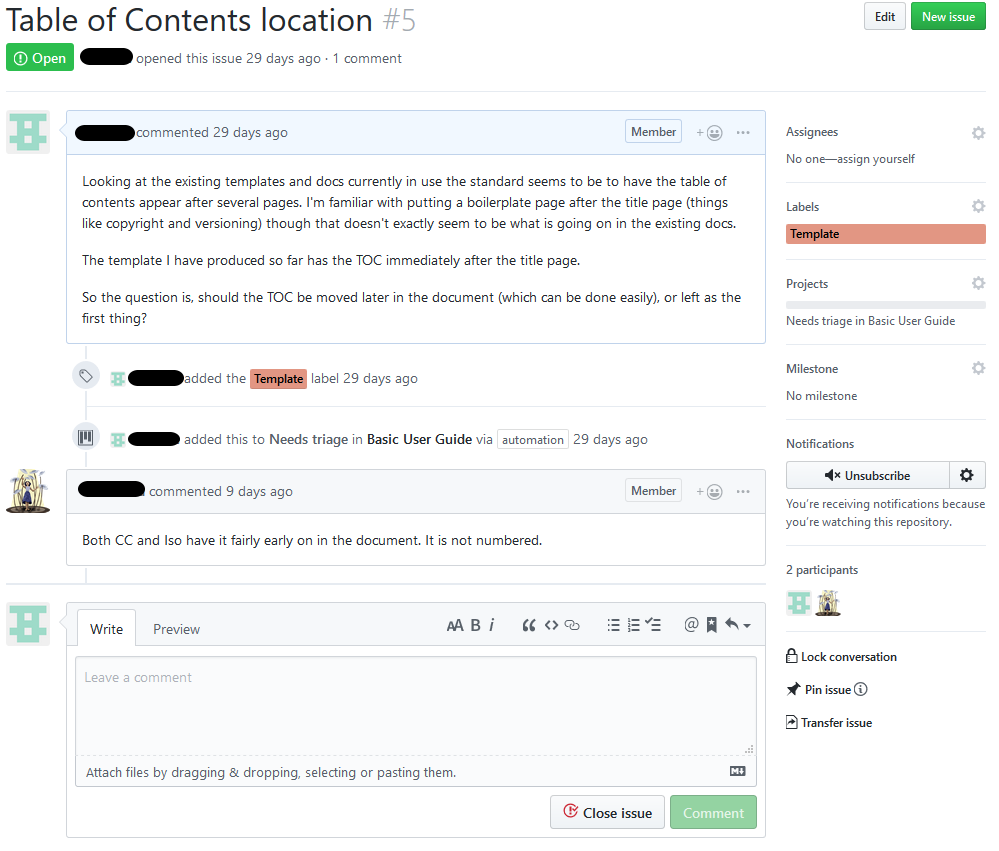 Table of Contents location #5
Edit
New issue
Open
opened this issue 29 days ago · 1 comment
commented 29 days ago
Member
Looking at the existing templates and docs currently in use the standard seems to be to have the table of
contents appear after several pages. I'm familiar with putting a boilerplate page after the title page (things
like copyright and versioning) though that doesn't exactly seem to be what is going on in the existing docs.
The template I have produced so far has the TOC immediately after the title page.
So the question is, should the TOC be moved later in the document (which can be done easily), or left as the
first thing?
added the Template label 29 days ago
added this to Needs triage in Basic User Guide via automation 29 days ago
commented 9 days ago
Member
Both CC and Iso have it fairly early on in the document. It is not numbered.
Write
Preview
AA B i
Leave a comment
Attach files by dragging & dropping, selecting or pasting them.
Close issue
Comment
Assignees
No one—assign yourself
Labels
Template
Projects
Needs triage in Basic User Guide
Milestone
No milestone
Notifications
Unsubscribe
You're receiving notifications because
you're watching this repository.
2 participants
Lock conversation
Pin issue
Transfer issue